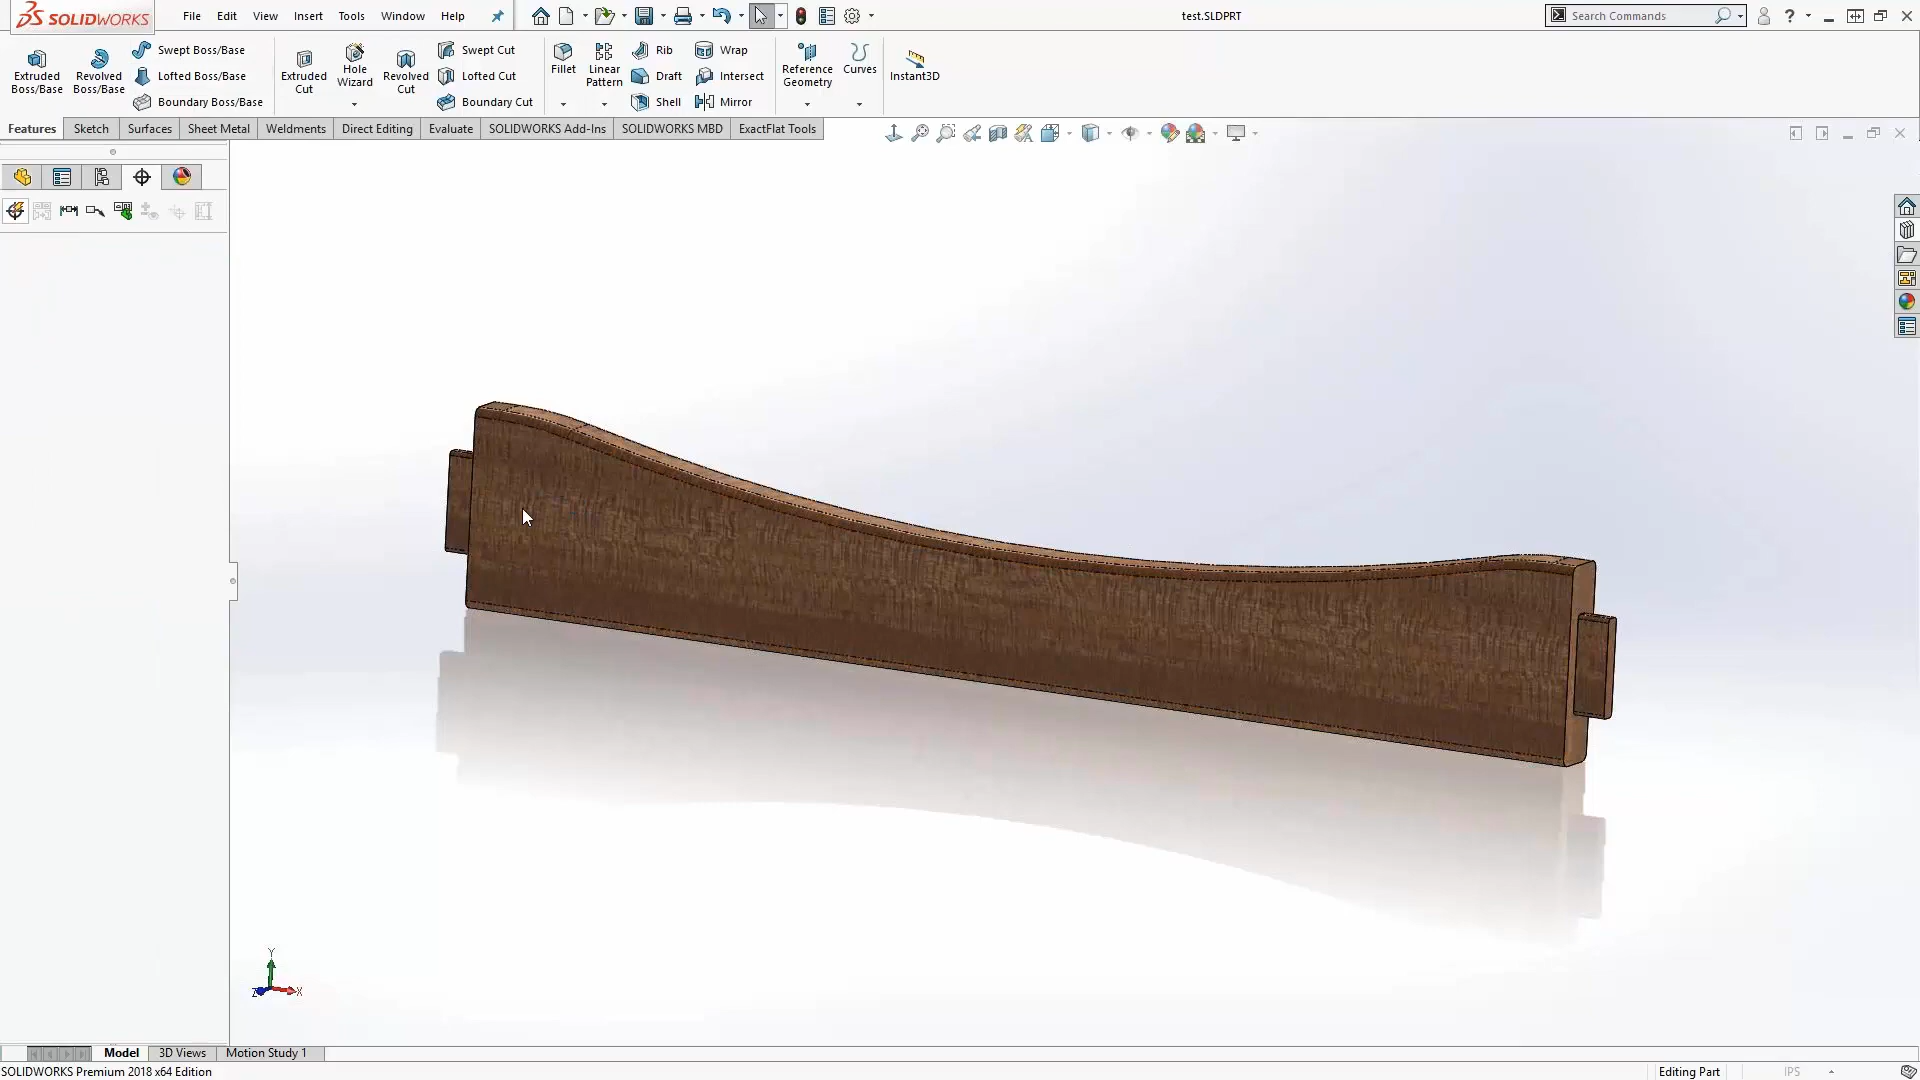 SOLIDWORKS
File Edit View Insert Tools Window Help
test.SLDPRT
Search Commands
?
Extruded Boss/Base
Revolved Boss/Base
Swept Boss/Base
Lofted Boss/Base
Boundary Boss/Base
Extruded Cut
Hole Wizard
Revolved Cut
Swept Cut
Lofted Cut
Boundary Cut
Fillet
Linear Pattern
Rib
Draft
Shell
Wrap
Intersect
Mirror
Reference Geometry
Curves
Instant3D
Features Sketch Surfaces Sheet Metal Weldments Direct Editing Evaluate SOLIDWORKS Add-Ins SOLIDWORKS MBD ExactFlat Tools
Y
Z X
Model 3D Views Motion Study 1
SOLIDWORKS Premium 2018 x64 Edition
Editing Part
IPS